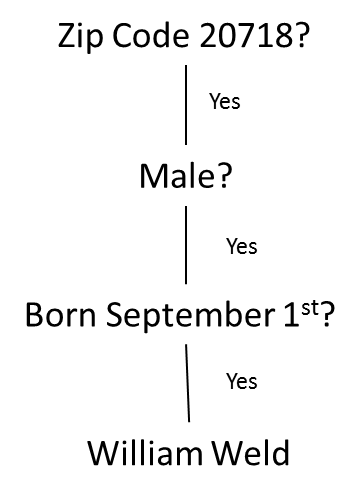 Zip Code 20718?
Yes
Male?
Yes
Born September 1st?
Yes
William Weld